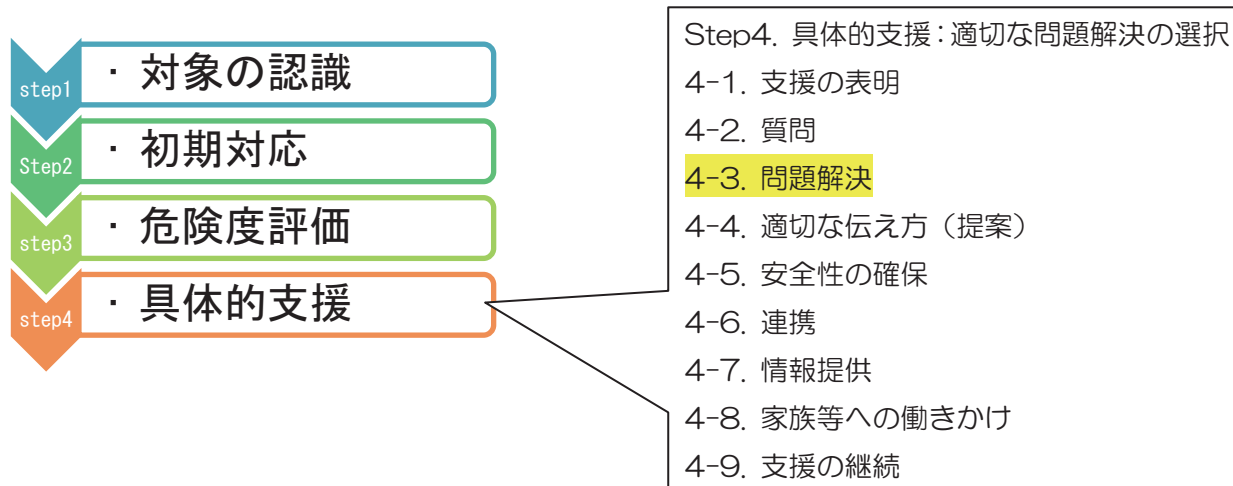 step1
・対象の認識
Step2
・初期対応
step3
・危険度評価
step4
・具体的支援
Step4. 具体的支援：適切な問題解決の選択
4-1. 支援の表明
4-2. 質問
4-3. 問題解決
4-4. 適切な伝え方（提案）
4-5. 安全性の確保
4-6. 連携
4-7. 情報提供
4-8. 家族等への働きかけ
4-9. 支援の継続